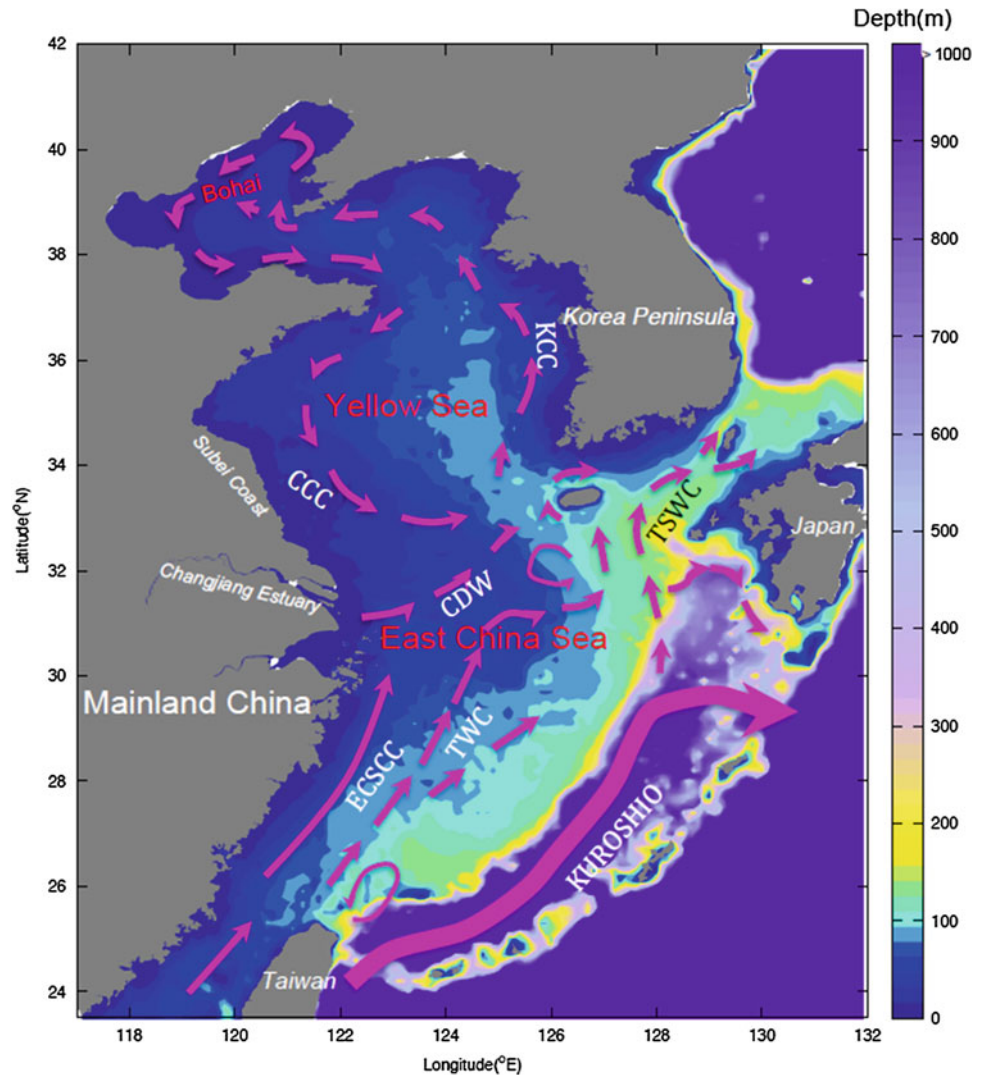 Depth(m)
42
40
38
36
34
32
30
28
26
24
118
120
122
124
126
128
130
132
Latitude(°N)
Longitude(°E)
> 1000
900
800
700
600
500
400
300
200
100
0
Bohai
Korea Peninsula
KCC
Yellow Sea
Subei Coast
CCC
TSWC
Japan
Changjiang Estuary
CDW
East China Sea
Mainland China
ECSCC
TWC
KUROSHIO
Taiwan